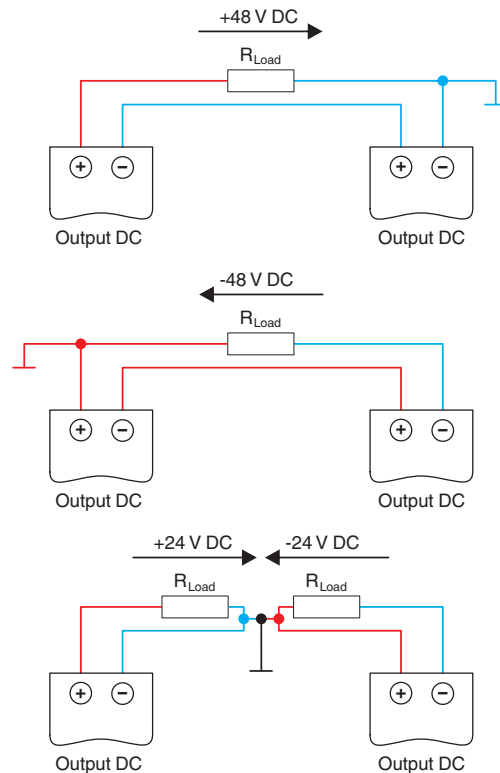 +48 V DC
RLoad
+ − + −
Output DC Output DC
-48 V DC
RLoad
+ − + −
Output DC Output DC
+24 V DC -24 V DC
RLoad RLoad
+ − + −
Output DC Output DC